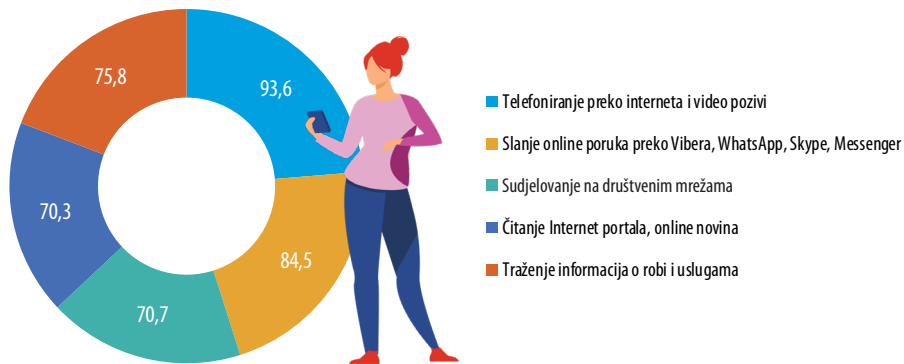 93,6
84,5
70,7
70,3
75,8
Telefoniranje preko interneta i video pozivi
Slanje online poruka preko Vibera, WhatsApp, Skype, Messenger
Sudjelovanje na društvenim mrežama
Čitanje Internet portala, online novina
Traženje informacija o robi i uslugama